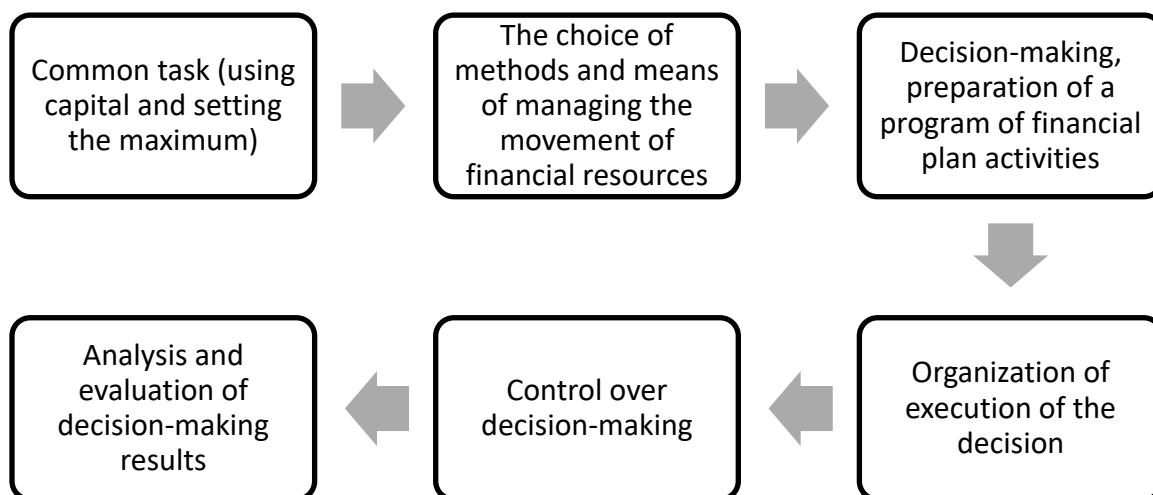 Common task (using
capital and setting
the maximum)
The choice of
methods and means
of managing the
movement of
financial resources
Decision-making,
preparation of a
program of financial
plan activities
Organization of
execution of the
decision
Control over
decision-making
Analysis and
evaluation of
decision-making
results